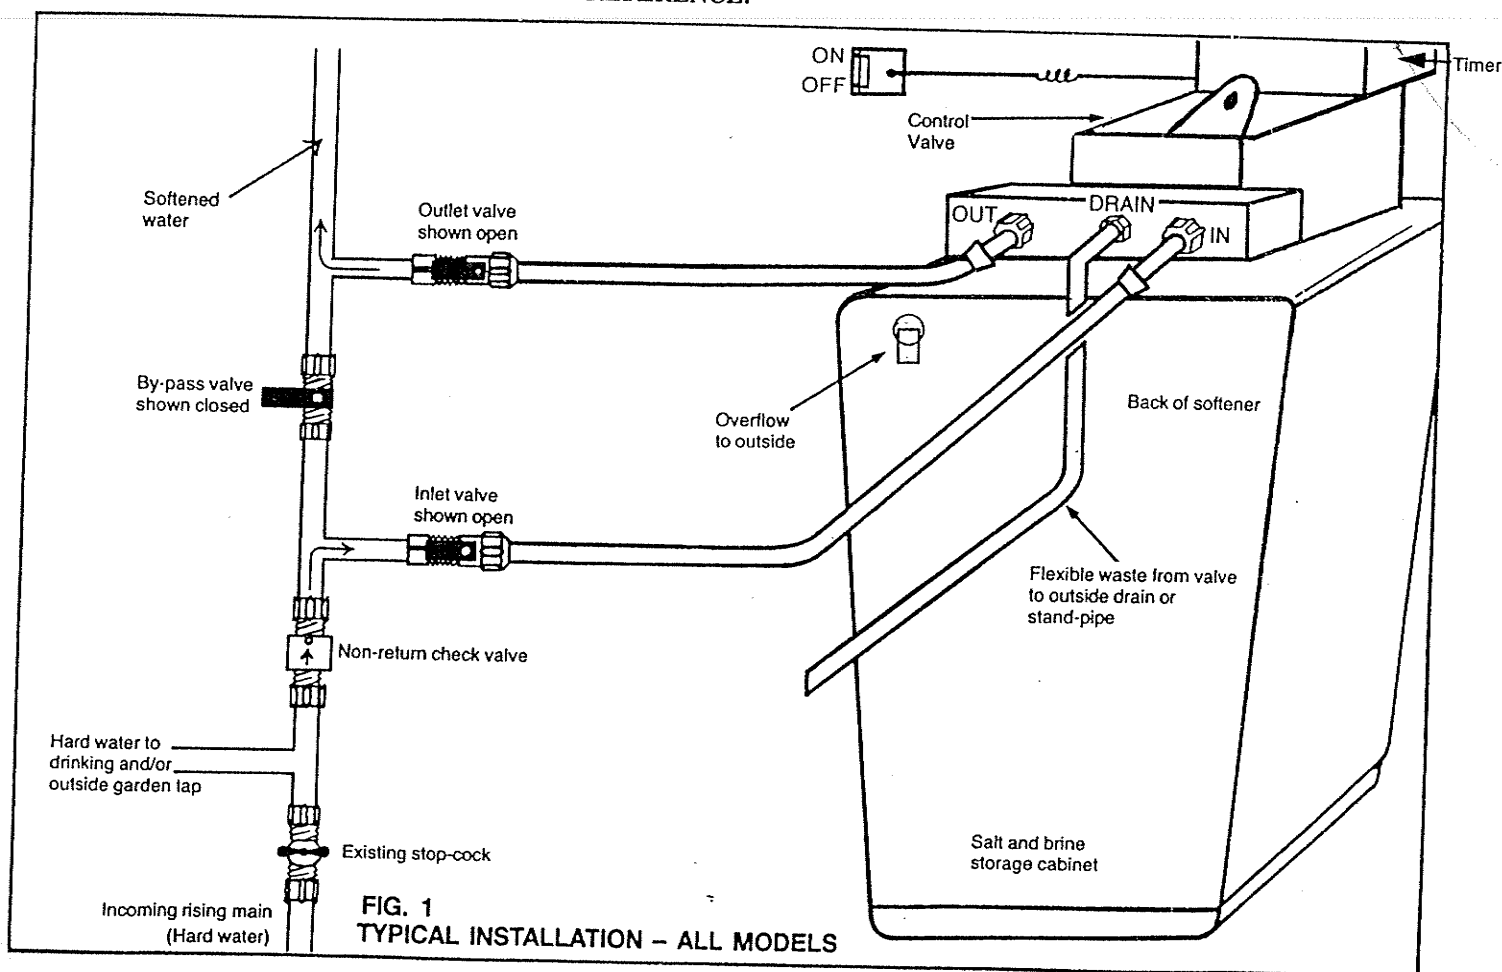 ON
OFF
Timer
Control
Valve
Softened
water
Outlet valve
shown open
OUT
DRAIN
IN
By-pass valve
shown closed
Overflow
to outside
Back of softener
Inlet valve
shown open
Flexible waste from valve
to outside drain or
stand-pipe
Non-return check valve
Hard water to
drinking and/or
outside garden tap
Existing stop-cock
Salt and brine
storage cabinet
Incoming rising main
(Hard water)
FIG. 1
TYPICAL INSTALLATION – ALL MODELS